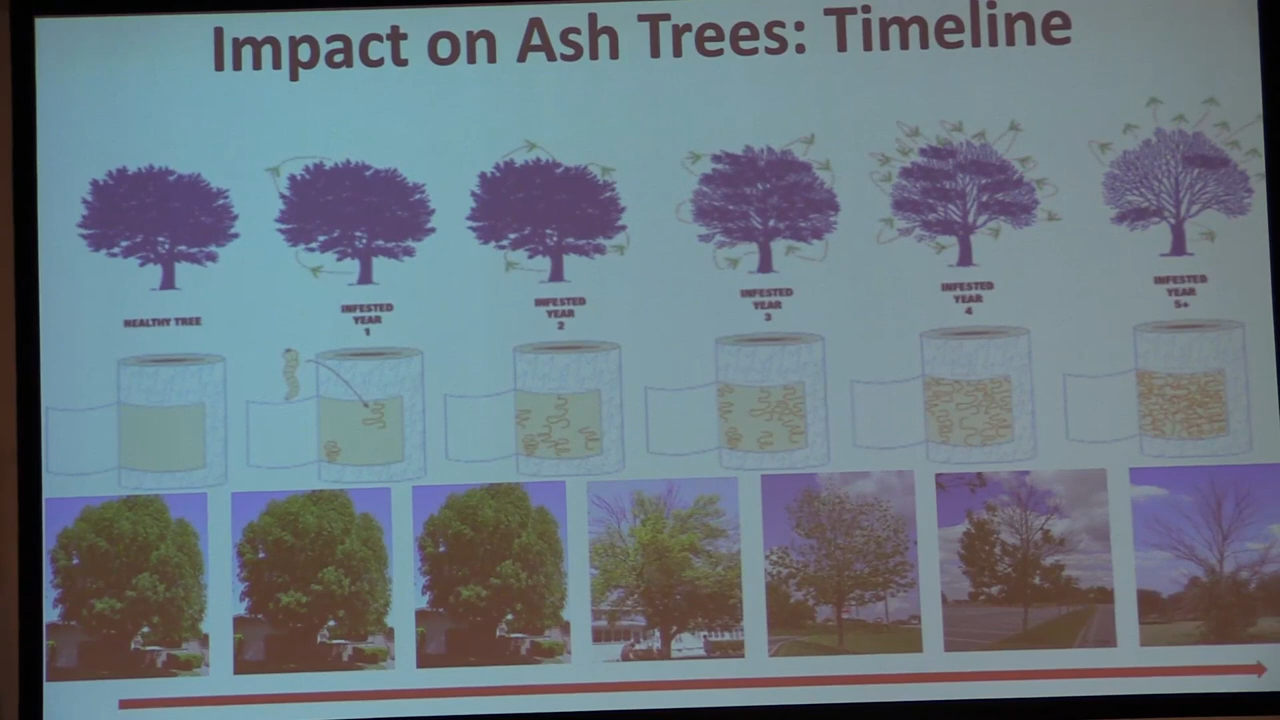 Impact on Ash Trees: Timeline
HEALTHY TREE
INFESTED
YEAR
1
INFESTED
YEAR
2
INFESTED
YEAR
3
INFESTED
YEAR
4
INFESTED
YEAR
5+